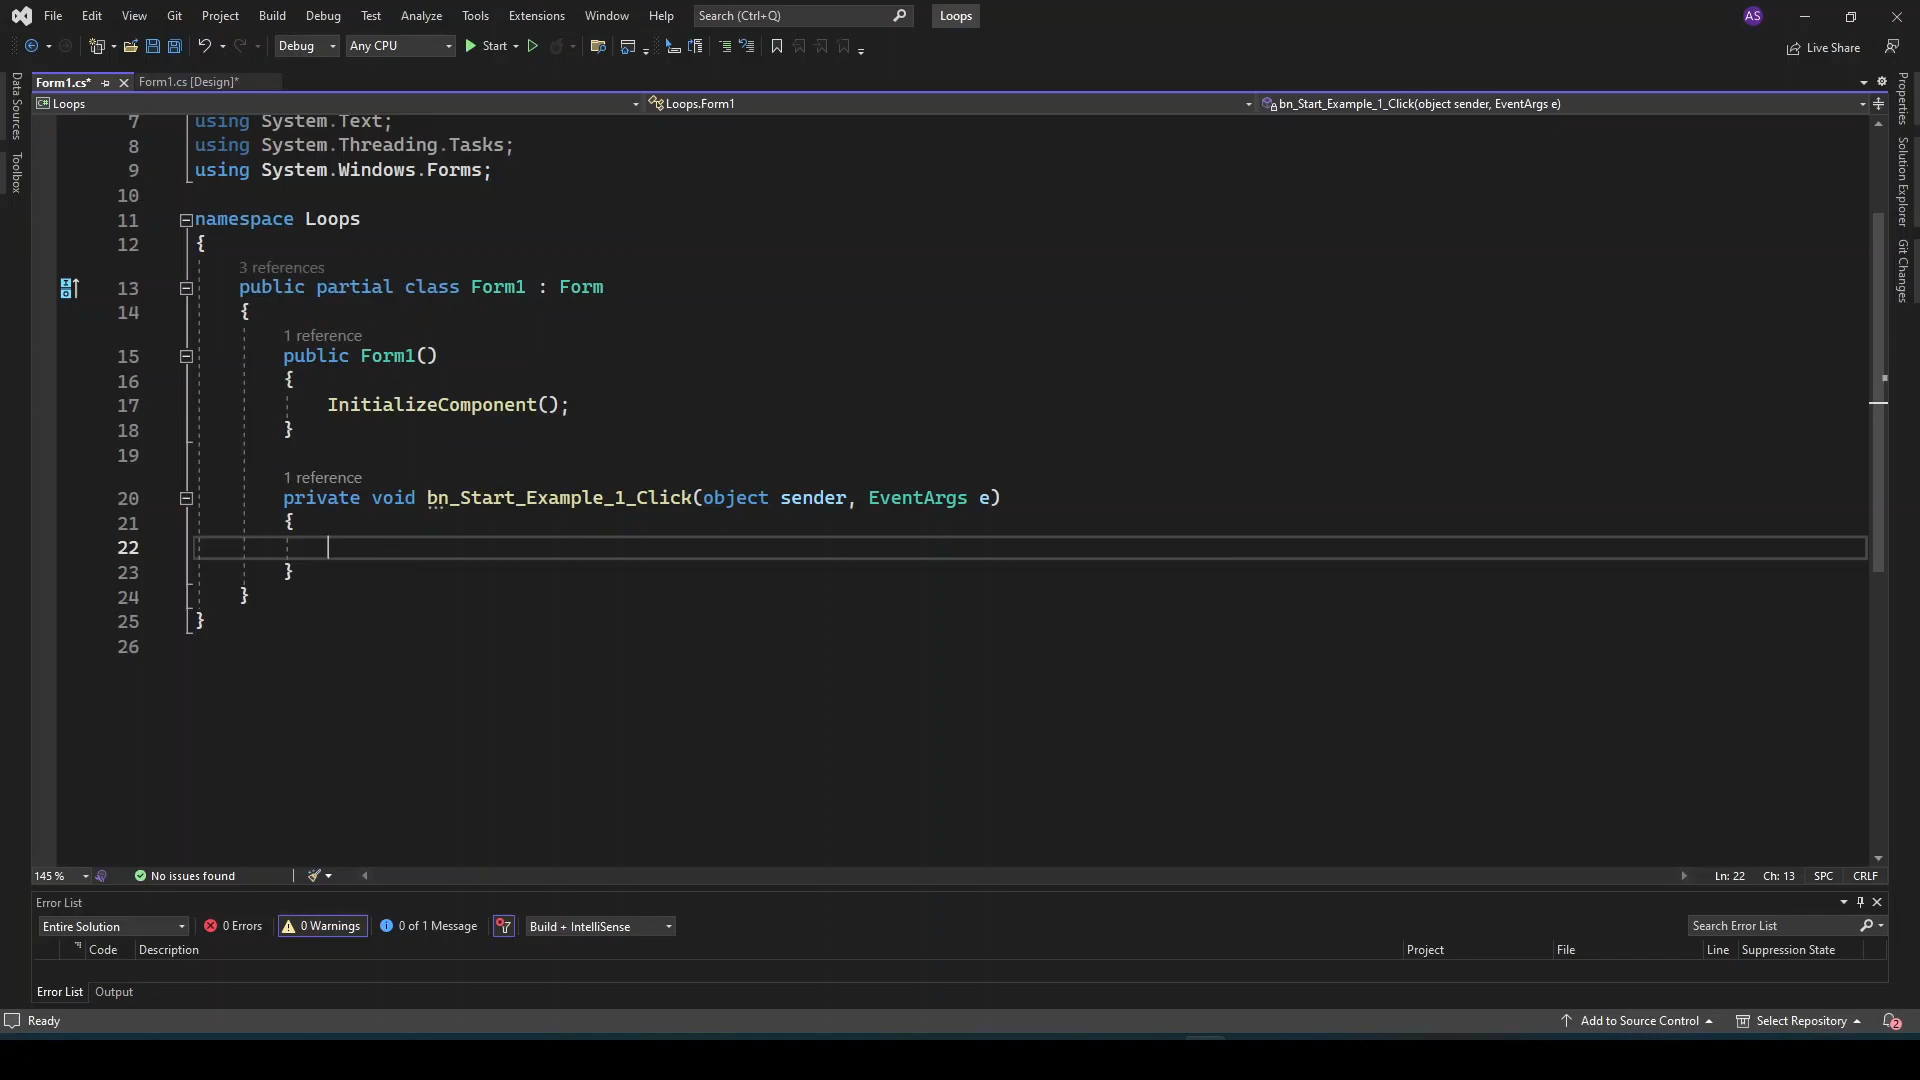 File Edit View Git Project Build Debug Test Analyze Tools Extensions Window Help Search (Ctrl+Q) Loops AS
Debug Any CPU Start Live Share
Form1.cs* Form1.cs [Design]*
Loops Loops.Form1 bn_Start_Example_1_Click(object sender, EventArgs e)
Data Sources
Toolbox
Properties
Solution Explorer
Git Changes
7 using System.Text;
8 using System.Threading.Tasks;
9 using System.Windows.Forms;
10
11 namespace Loops
12 {
3 references
13 public partial class Form1 : Form
14 {
1 reference
15 public Form1()
16 {
17 InitializeComponent();
18 }
19
1 reference
20 private void bn_Start_Example_1_Click(object sender, EventArgs e)
21 {
22
23 }
24 }
25 }
26
145 % No issues found Ln: 22 Ch: 13 SPC CRLF
Error List
Entire Solution 0 Errors 0 Warnings 0 of 1 Message Build + IntelliSense Search Error List
Code Description Project File Line Suppression State
Error List Output
Ready Add to Source Control Select Repository 2